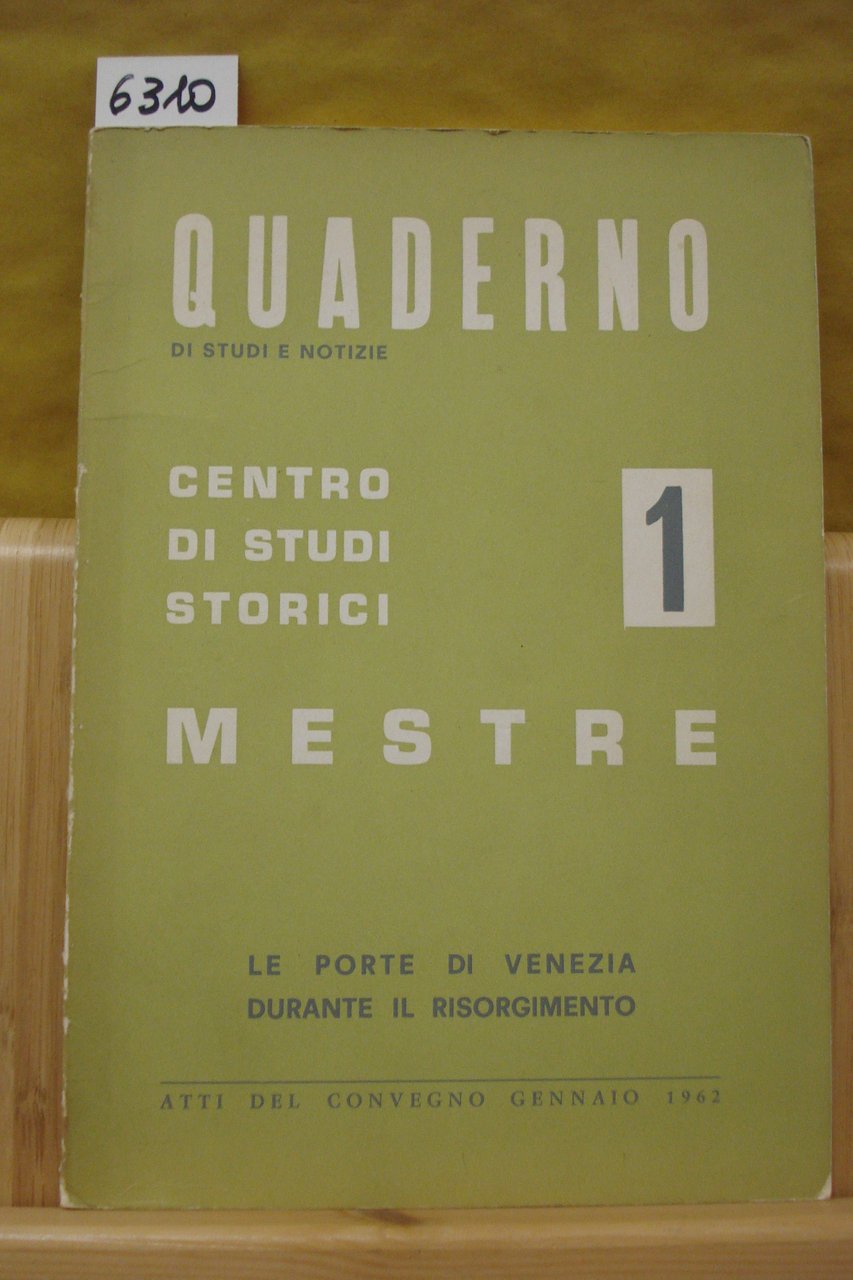 6310
QUADERNO
DI STUDI E NOTIZIE
CENTRO
DI STUDI
STORICI
1
MESTRE
LE PORTE DI VENEZIA
DURANTE IL RISORGIMENTO
ATTI DEL CONVEGNO GENNAIO 1962